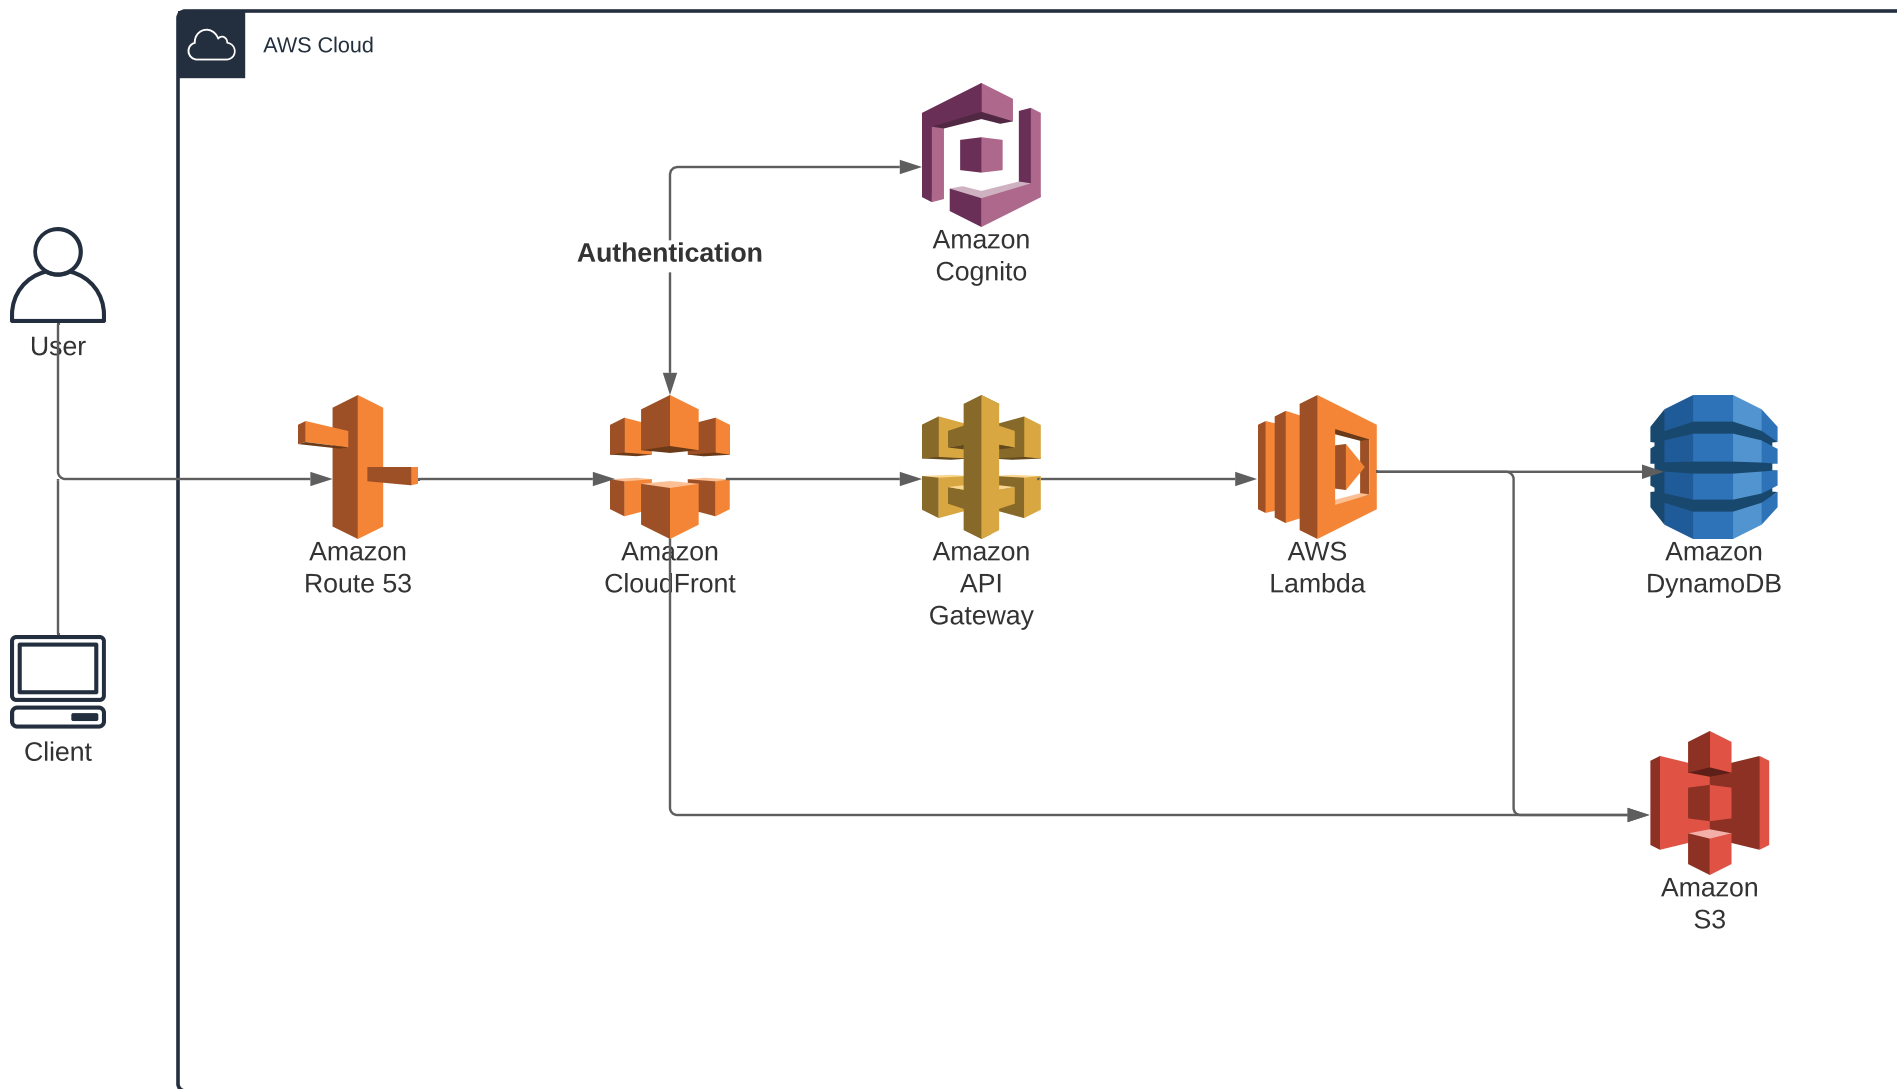 AWS Cloud
Amazon
Cognito
Authentication
User
Amazon
Route 53
Amazon
CloudFront
Amazon
API
Gateway
AWS
Lambda
Amazon
DynamoDB
Client
Amazon
S3